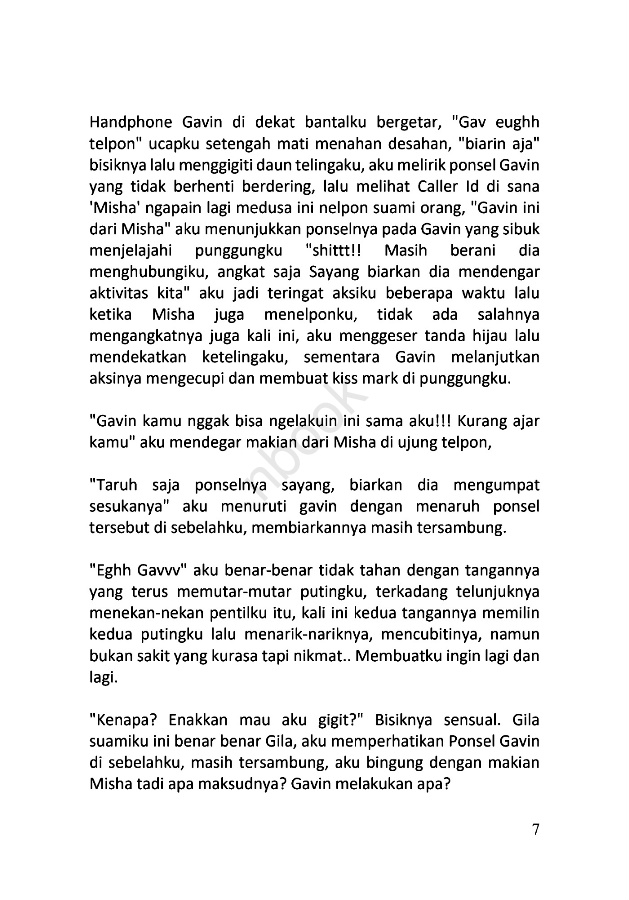 Handphone Gavin di dekat bantalku bergetar, "Gav eughh
telpon" ucapku setengah mati menahan desahan, "biarin aja"
bisiknya lalu menggigiti daun telingaku, aku melirik ponsel Gavin
yang tidak berhenti berdering, lalu melihat Caller Id di sana
'Misha' ngapain lagi medusa ini nelpon suami orang, "Gavin ini
dari Misha" aku menunjukkan ponselnya pada Gavin yang sibuk
menjelajahi punggungku "shittt!! Masih berani dia
menghubungiku, angkat saja Sayang biarkan dia mendengar
aktivitas kita" aku jadi teringat aksiku beberapa waktu lalu
ketika Misha juga menelponku, tidak ada salahnya
mengangkatnya juga kali ini, aku menggeser tanda hijau lalu
mendekatkan ketelingaku, sementara Gavin melanjutkan
aksinya mengecupi dan membuat kiss mark di punggungku.
"Gavin kamu nggak bisa ngelakuin ini sama aku!!! Kurang ajar
kamu" aku mendegar makian dari Misha di ujung telpon,
"Taruh saja ponselnya sayang, biarkan dia mengumpat
sesukanya" aku menuruti gavin dengan menaruh ponsel
tersebut di sebelahku, membiarkannya masih tersambung.
"Eghh Gavvv" aku benar-benar tidak tahan dengan tangannya
yang terus memutar-mutar putingku, terkadang telunjuknya
menekan-nekan pentilku itu, kali ini kedua tangannya memilin
kedua putingku lalu menarik-nariknya, mencubitinya, namun
bukan sakit yang kurasa tapi nikmat.. Membuatku ingin lagi dan
lagi.
"Kenapa? Enakkan mau aku gigit?" Bisiknya sensual. Gila
suamiku ini benar benar Gila, aku memperhatikan Ponsel Gavin
di sebelahku, masih tersambung, aku bingung dengan makian
Misha tadi apa maksudnya? Gavin melakukan apa?
7
nbook